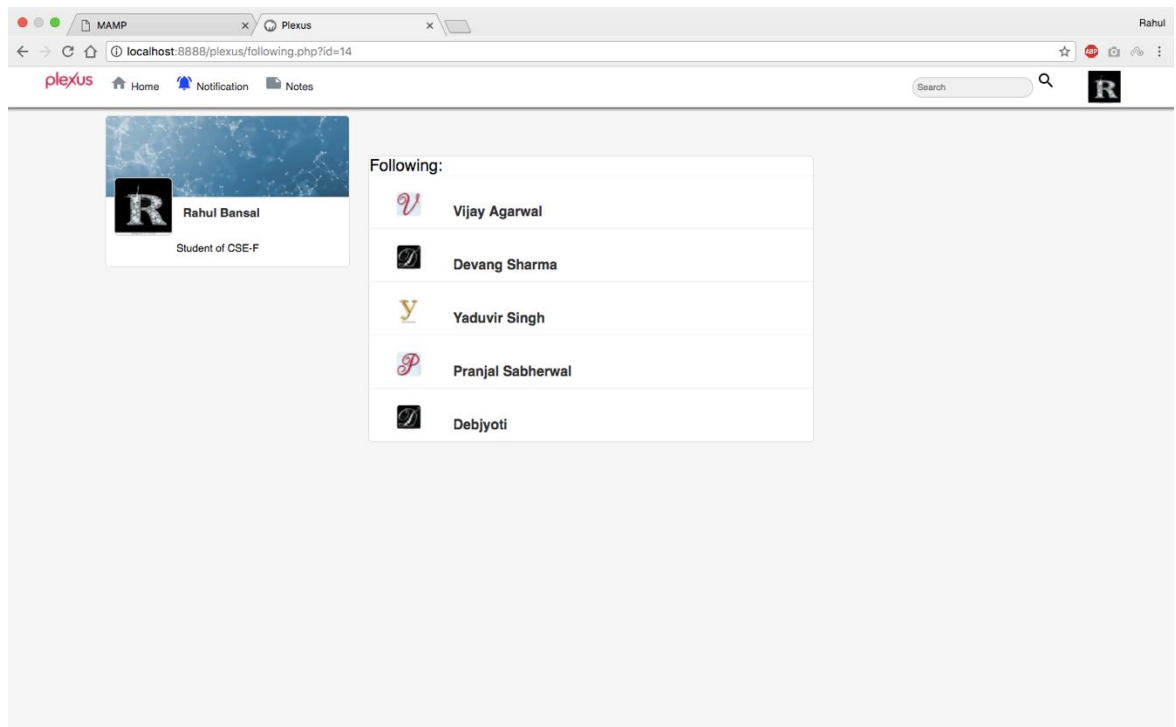 MAMP
Plexus
Rahul
localhost:8888/plexus/following.php?id=14
ABP
plexus
Home
Notification
Notes
Search
R
R
Rahul Bansal
Student of CSE-F
Following:
V
Vijay Agarwal
D
Devang Sharma
y
Yaduvir Singh
P
Pranjal Sabherwal
D
Debjyoti